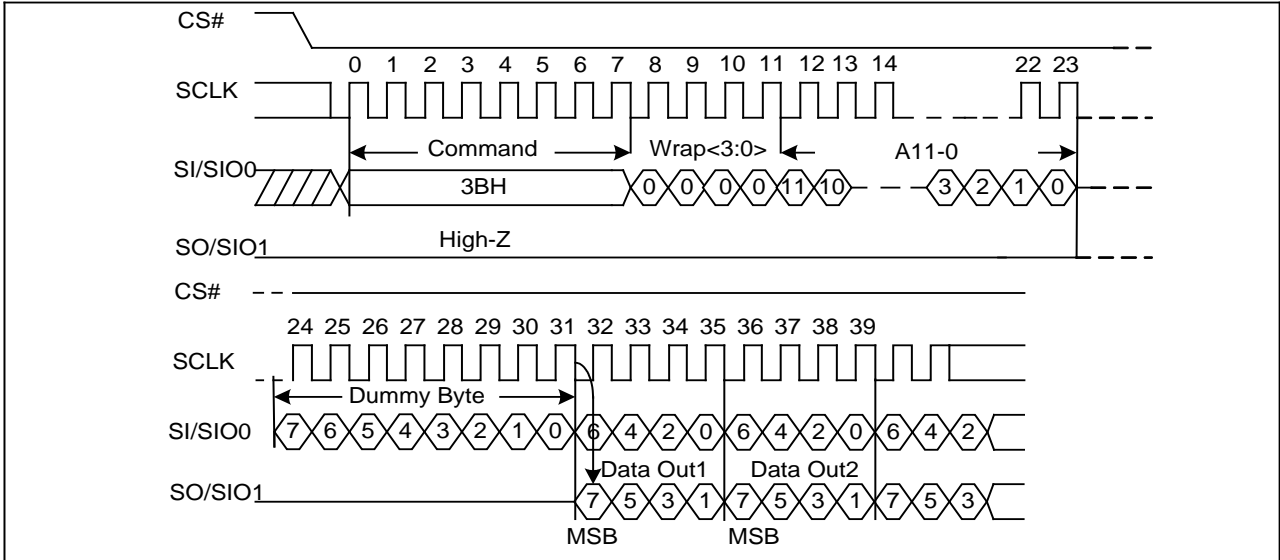 CS#
0 1 2 3 4 5 6 7 8 9 10 11 12 13 14 22 23
SCLK
Command Wrap<3:0> A11-0
SI/SIO0 3BH 0 0 0 0 11 10 3 2 1 0
High-Z
SO/SIO1
CS#
24 25 26 27 28 29 30 31 32 33 34 35 36 37 38 39
SCLK
Dummy Byte
SI/SIO0 7 6 5 4 3 2 1 0 6 4 2 0 6 4 2 0 6 4 2
Data Out1 Data Out2
SO/SIO1 7 5 3 1 7 5 3 1 7 5 3
MSB MSB